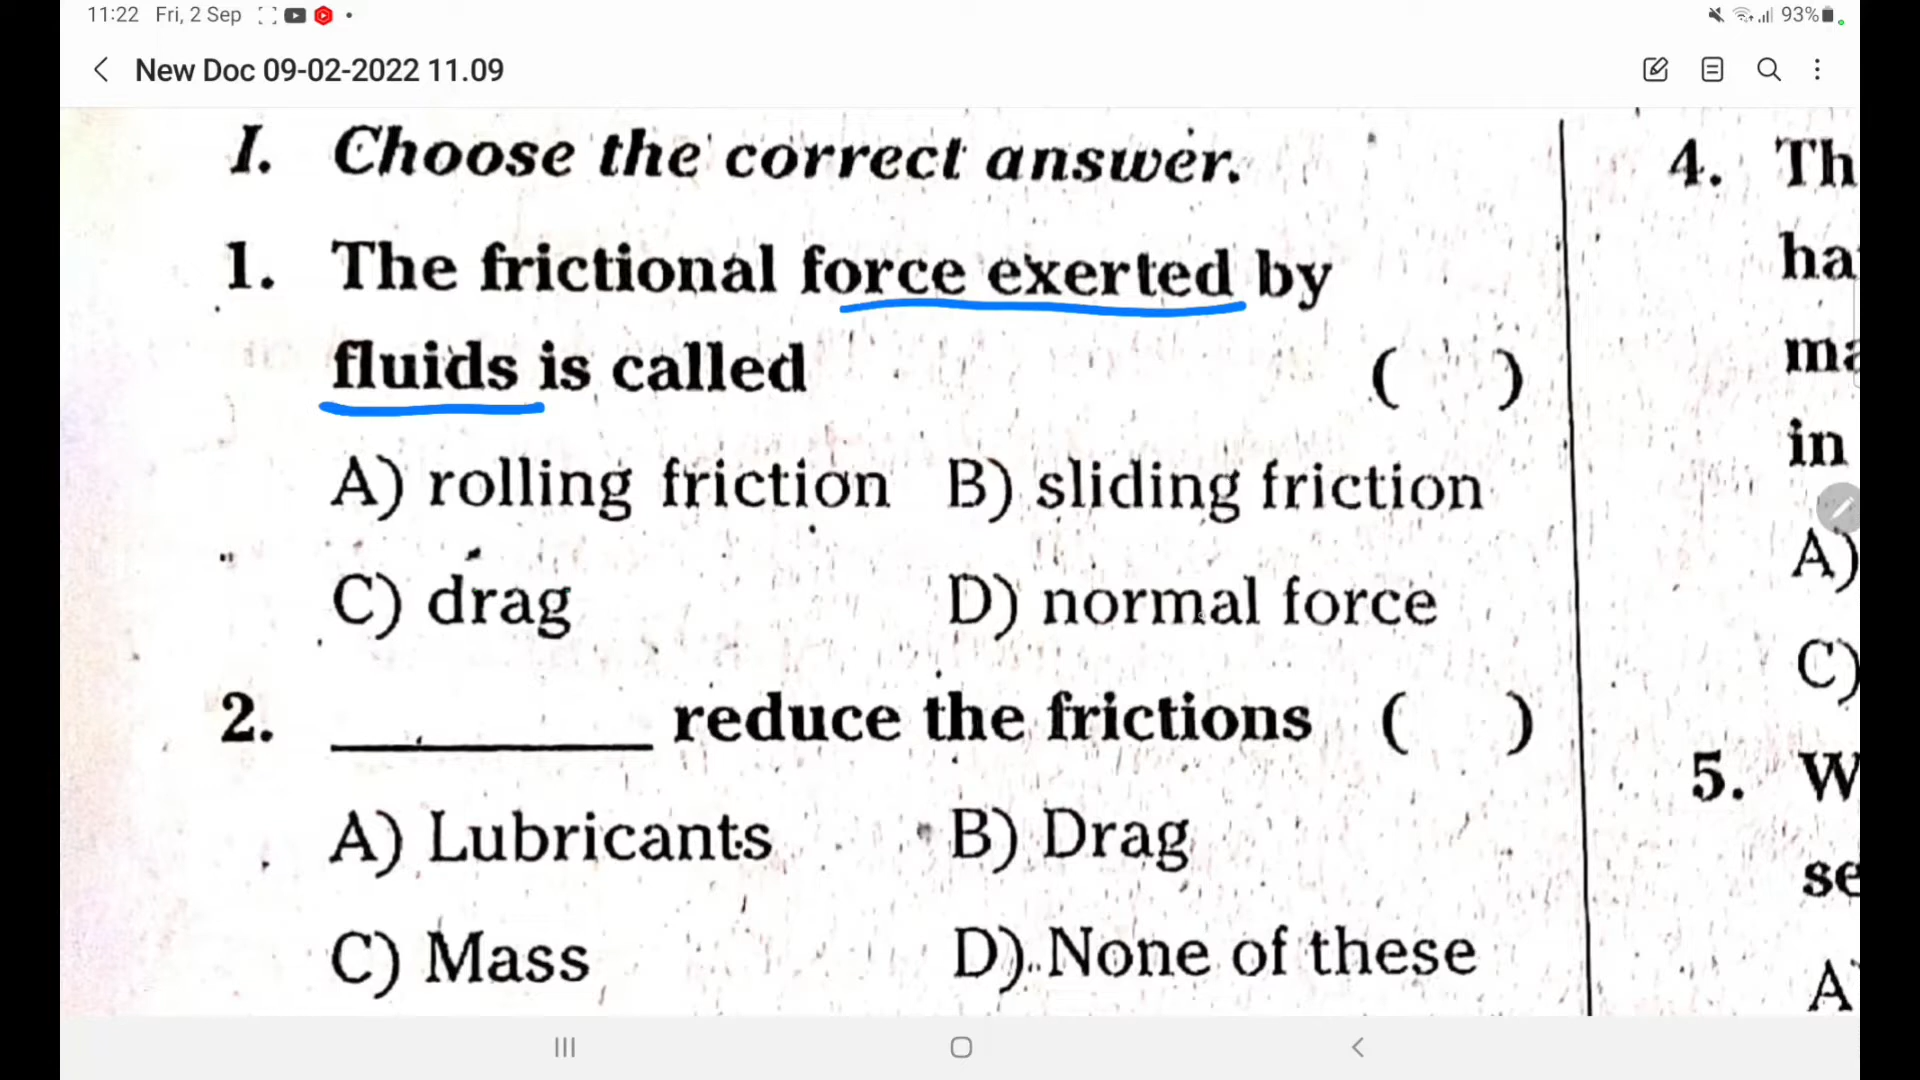 11:22 Fri, 2 Sep 93%
New Doc 09-02-2022 11.09
I. Choose the correct answer.
1. The frictional force exerted by
fluids is called ( )
A) rolling friction B) sliding friction
C) drag D) normal force
2. ________ reduce the frictions ( )
A) Lubricants B) Drag
C) Mass D) None of these
4. Th
ha
ma
in
A)
C)
5. W
se
A